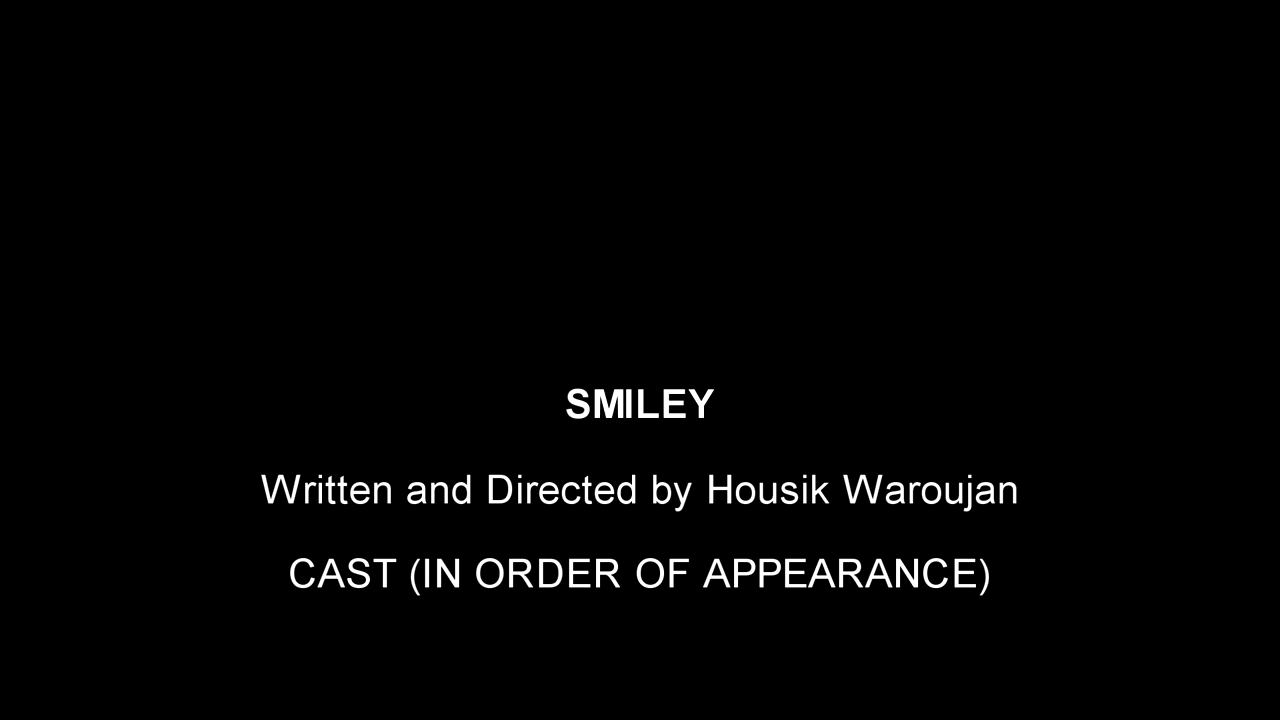 SMILEY
Written and Directed by Housik Waroujan
CAST (IN ORDER OF APPEARANCE)